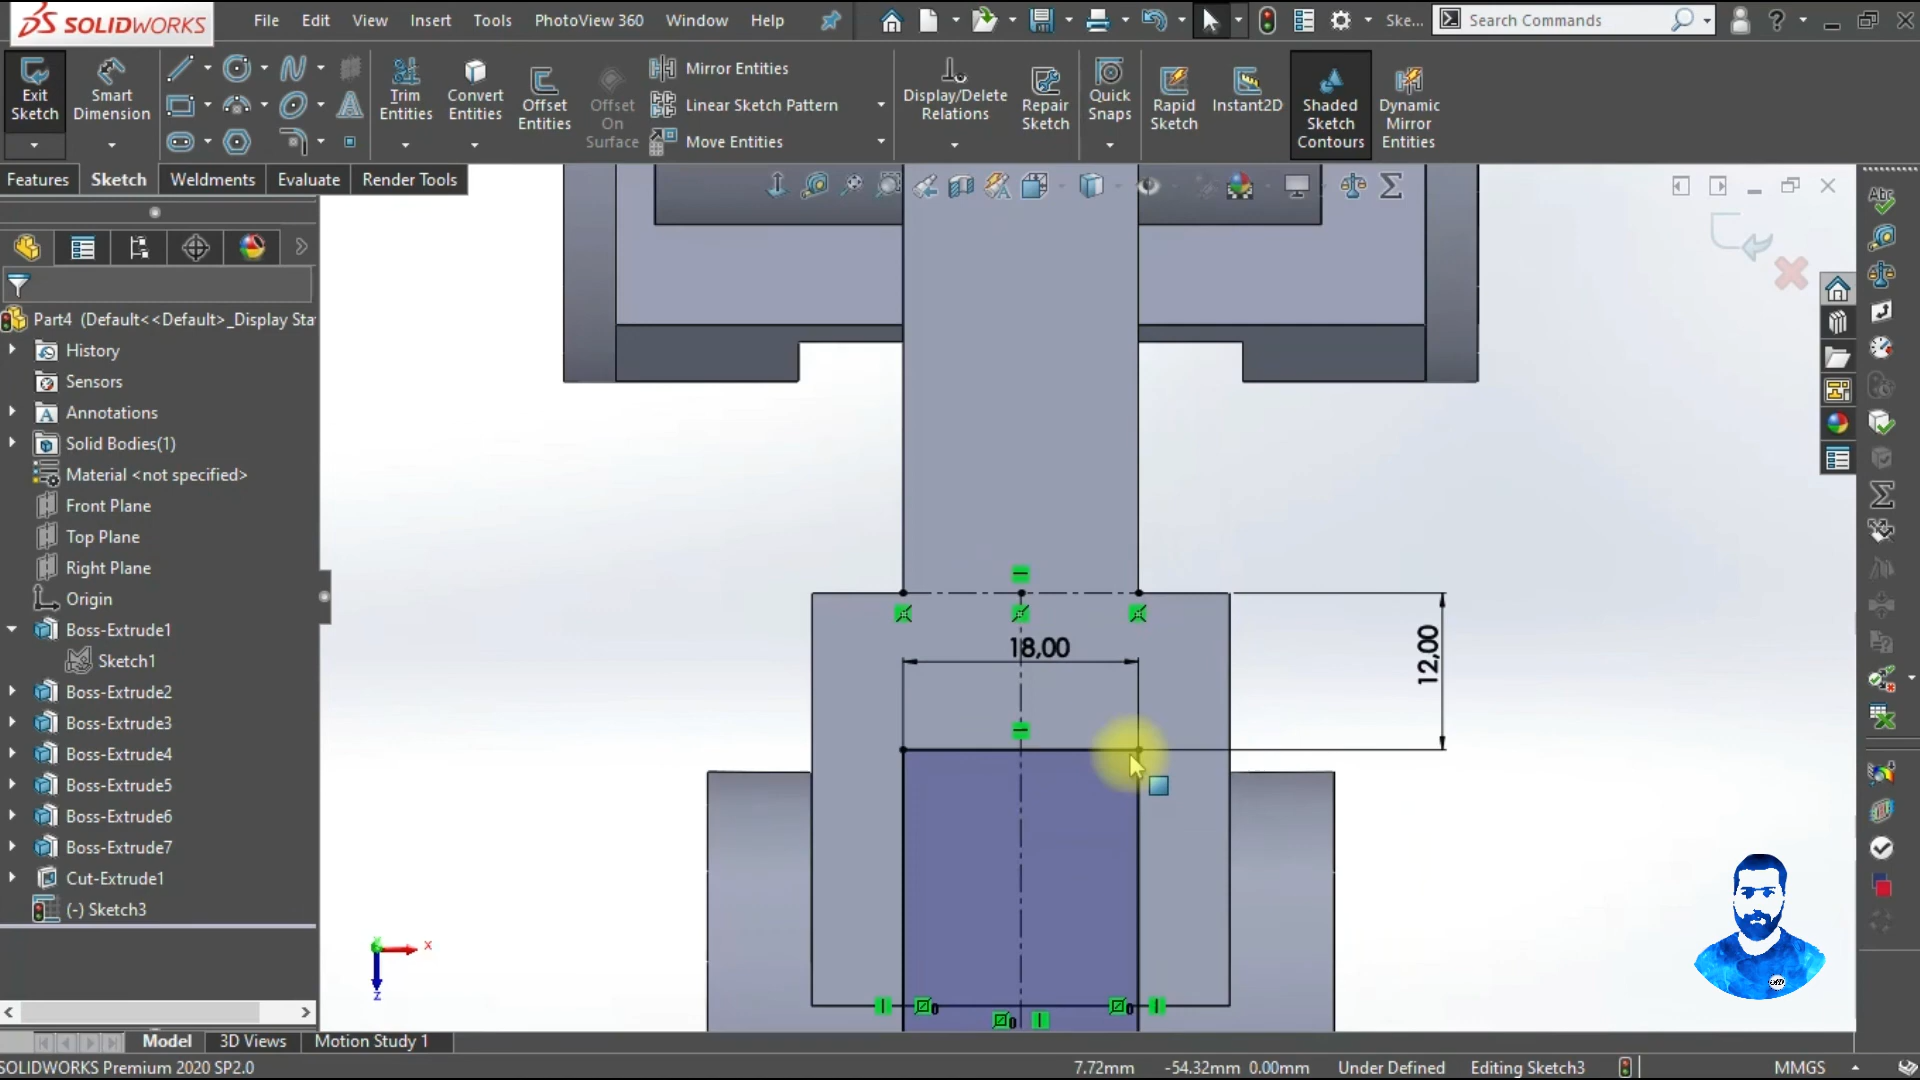 SOLIDWORKS
File Edit View Insert Tools PhotoView 360 Window Help
Ske...
Search Commands
Exit Sketch
Smart Dimension
Trim Entities
Convert Entities
Offset Entities
Offset On Surface
Mirror Entities
Linear Sketch Pattern
Move Entities
Display/Delete Relations
Repair Sketch
Quick Snaps
Rapid Sketch
Instant2D
Shaded Sketch Contours
Dynamic Mirror Entities
Features Sketch Weldments Evaluate Render Tools
Part4 (Default<<Default>_Display Sta
History
Sensors
Annotations
Solid Bodies(1)
Material <not specified>
Front Plane
Top Plane
Right Plane
Origin
Boss-Extrude1
Sketch1
Boss-Extrude2
Boss-Extrude3
Boss-Extrude4
Boss-Extrude5
Boss-Extrude6
Boss-Extrude7
Cut-Extrude1
(-) Sketch3
18,00
12,00
x
z
Model 3D Views Motion Study 1
SOLIDWORKS Premium 2020 SP2.0
7.72mm -54.32mm 0.00mm Under Defined Editing Sketch3 MMGS